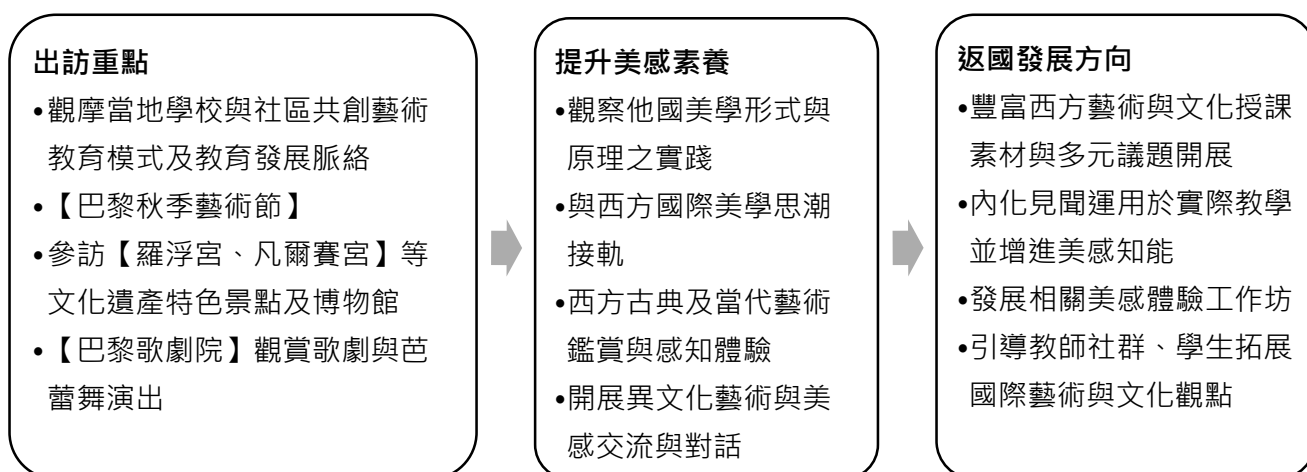 出訪重點
•觀摩當地學校與社區共創藝術
教育模式及教育發展脈絡
•【巴黎秋季藝術節】
•參訪【羅浮宮、凡爾賽宮】等
文化遺產特色景點及博物館
•【巴黎歌劇院】觀賞歌劇與芭
蕾舞演出
提升美感素養
•觀察他國美學形式與
原理之實踐
•與西方國際美學思潮
接軌
•西方古典及當代藝術
鑑賞與感知體驗
•開展異文化藝術與美
感交流與對話
返國發展方向
•豐富西方藝術與文化授課
素材與多元議題開展
•內化見聞運用於實際教學
並增進美感知能
•發展相關美感體驗工作坊
•引導教師社群、學生拓展
國際藝術與文化觀點